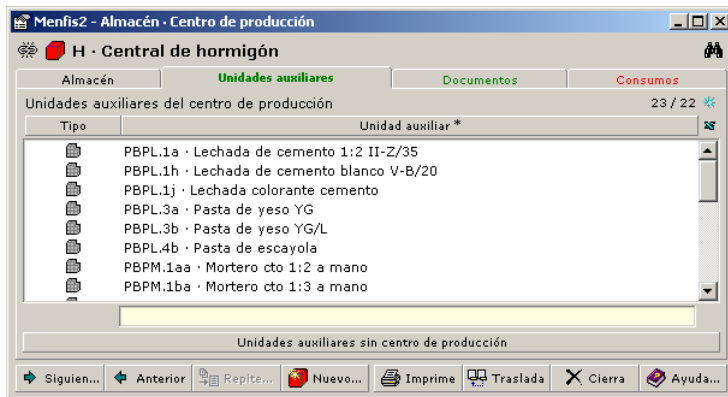 Menfis2 - Almacén · Centro de producción
H · Central de hormigón
Almacén Unidades auxiliares Documentos Consumos
Unidades auxiliares del centro de producción 23 / 22
Tipo Unidad auxiliar *
PBPL.1a · Lechada de cemento 1:2 II-Z/35
PBPL.1h · Lechada de cemento blanco V-B/20
PBPL.1j · Lechada colorante cemento
PBPL.3a · Pasta de yeso YG
PBPL.3b · Pasta de yeso YG/L
PBPL.4b · Pasta de escayola
PBPM.1aa · Mortero cto 1:2 a mano
PBPM.1ba · Mortero cto 1:3 a mano
Unidades auxiliares sin centro de producción
Siguien... Anterior Repite... Nuevo... Imprime Traslada Cierra Ayuda...